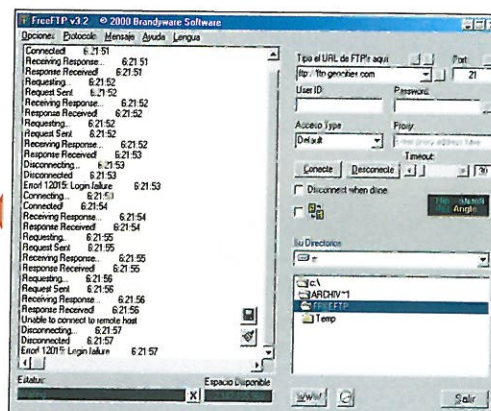 FreeFTP v3.2 © 2000 Brandyware Software
Opciones Protocolo Mensaje Ayuda Lengua
Connected 6:21:51
Receiving Response... 6:21:51
Response Received 6:21:51
Requesting... 6:21:52
Request Sent 6:21:52
Receiving Response... 6:21:52
Response Received 6:21:52
Requesting... 6:21:52
Request Sent 6:21:52
Receiving Response... 6:21:52
Response Received 6:21:53
Disconnecting... 6:21:53
Disconnected 6:21:53
Error! 12015: Login failure 6:21:53
Connecting... 6:21:53
Connected 6:21:54
Receiving Response... 6:21:54
Response Received 6:21:54
Requesting... 6:21:55
Request Sent 6:21:55
Receiving Response... 6:21:55
Response Received 6:21:55
Requesting... 6:21:56
Request Sent 6:21:56
Receiving Response... 6:21:56
Response Received 6:21:56
Unable to connect to remote host
Disconnecting... 6:21:57
Disconnected 6:21:57
Error! 12015: Login failure 6:21:57
Estatus:
X
Espacio Disponible
Tipo el URL de FTP's aqui
Port:
ftp://ftp.geocities.com
21
User ID:
Password:
Acceso Type
Proxy:
Default
Enter proxy address here
Timeout:
Conecte
Desconecte
30
Disconnect when done
Angle
Su Directorios
c:
c:\
ARCHIV~1
FREEFTP
Temp
WWW
Salir